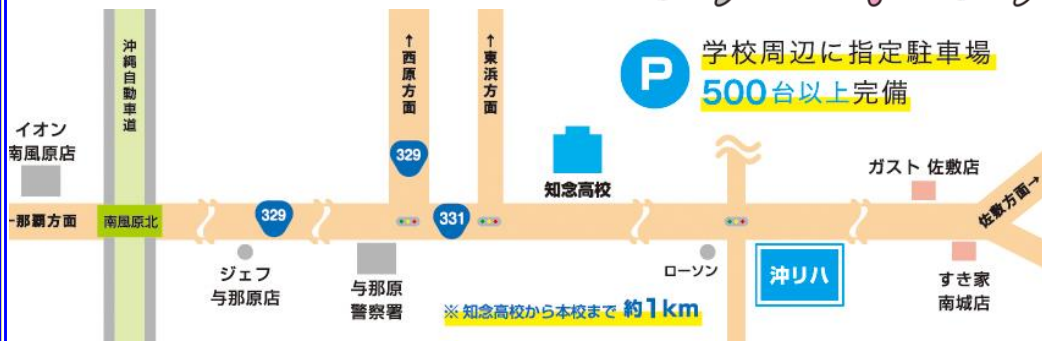 沖縄自動車道
↑西原方面
↑東浜方面
P
学校周辺に指定駐車場
500台以上完備
イオン
南風原店
329
知念高校
ガスト 佐敷店
那覇方面
南風原北
329
331
佐敷方面→
ジェフ
与那原店
与那原
警察署
ローソン
沖リハ
すき家
南城店
※知念高校から本校まで 約1km